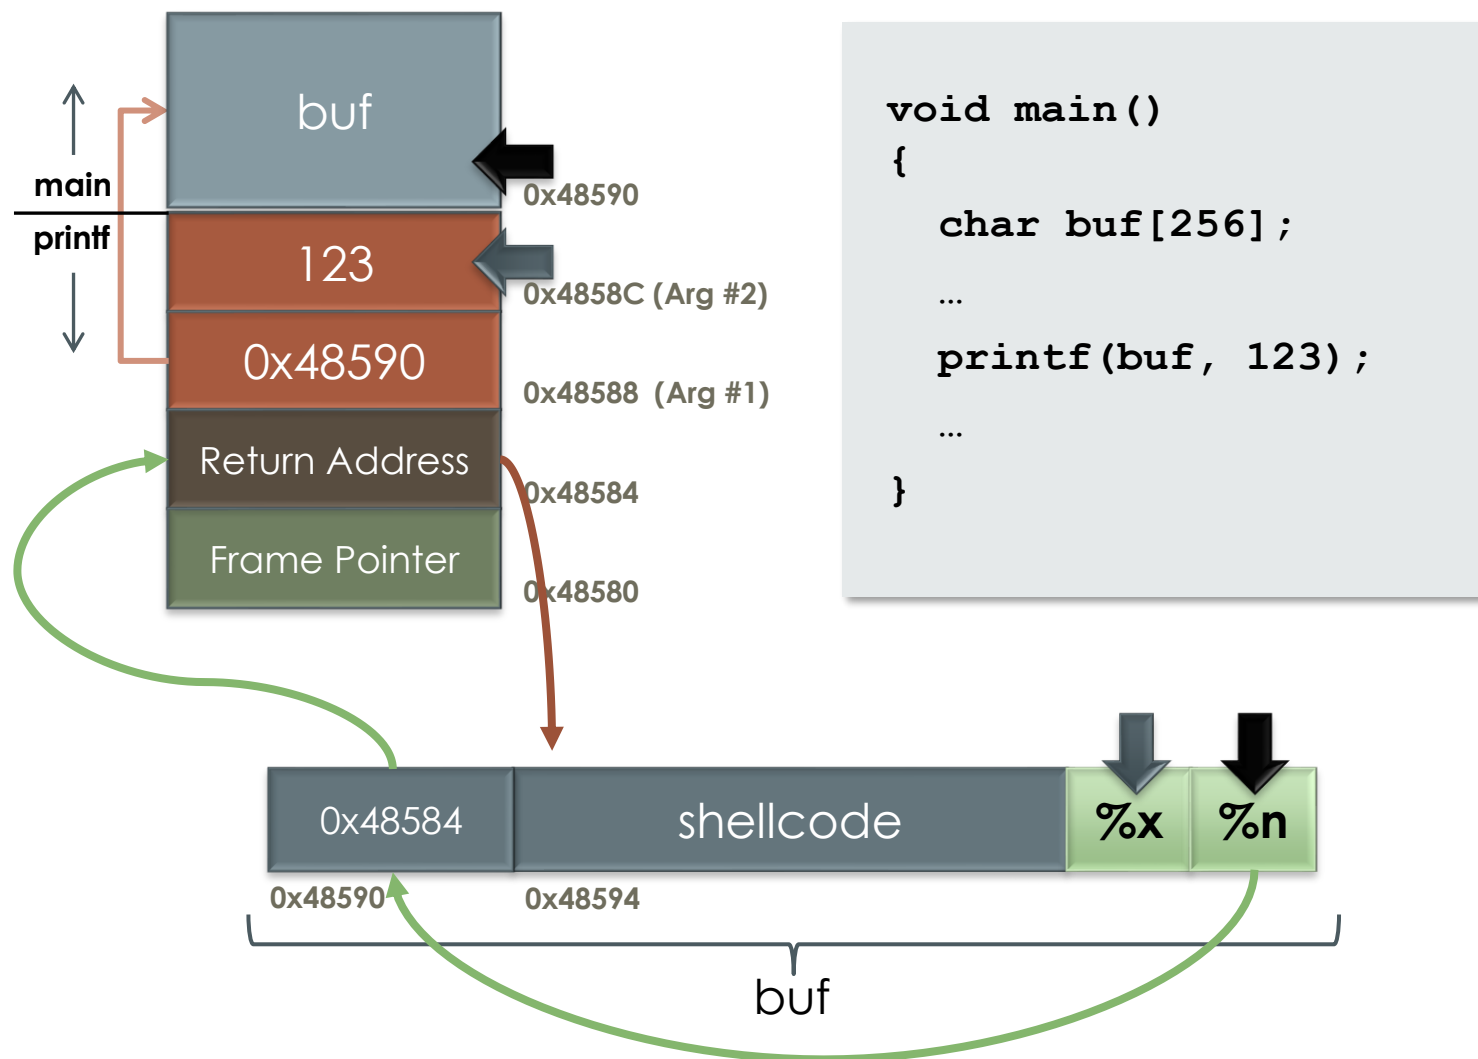 buf
0x48590
main
printf
123
0x4858C (Arg #2)
0x48590
0x48588 (Arg #1)
Return Address
0x48584
Frame Pointer
0x48580
void main()
{
char buf[256];
…
printf(buf, 123);
…
}
0x48584
shellcode
%x
%n
0x48590
0x48594
buf